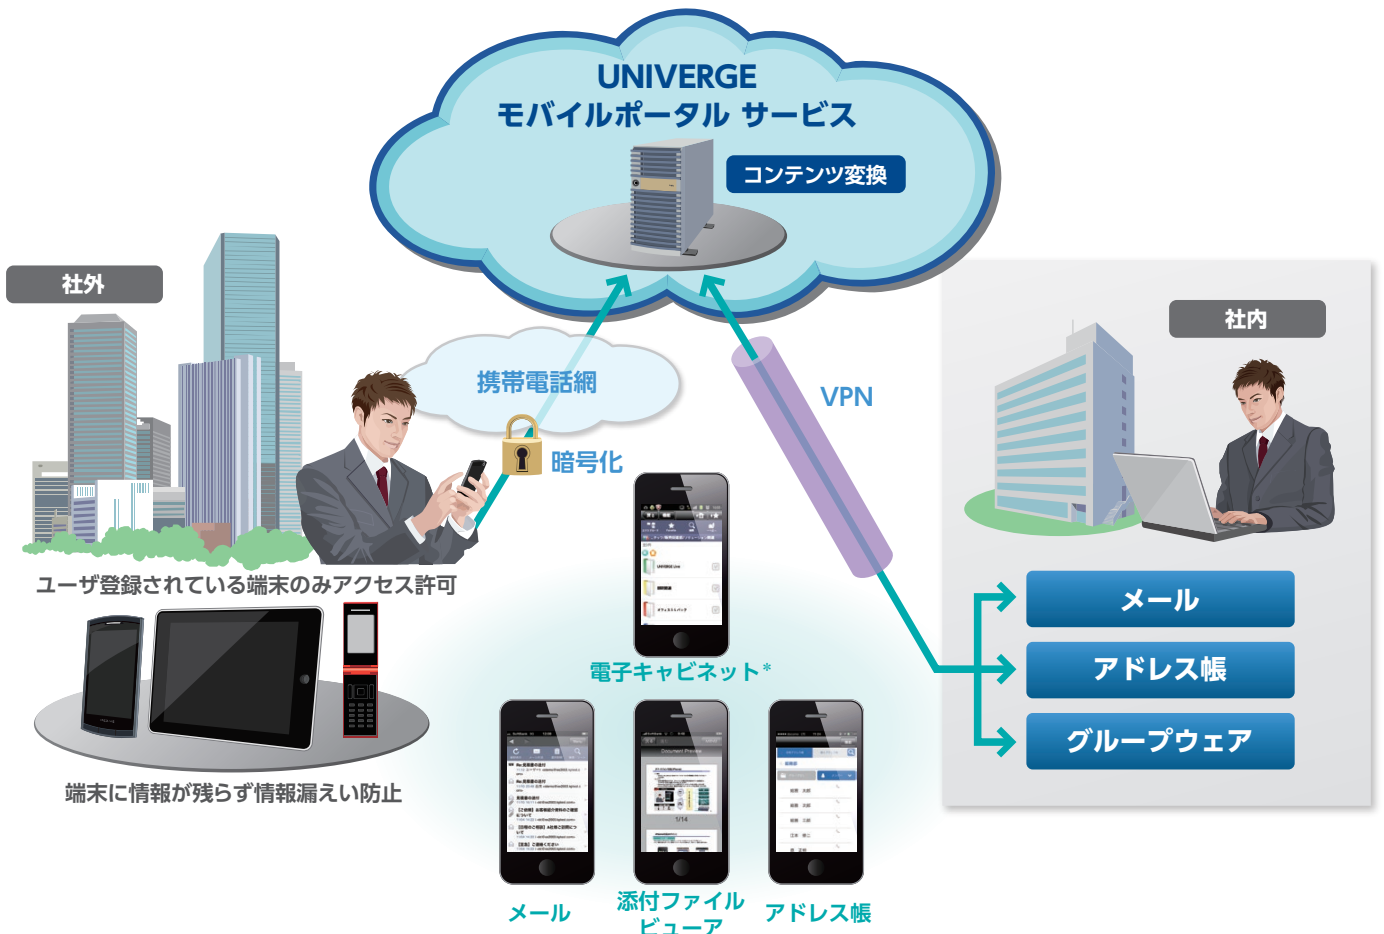 UNIVERGE
モバイルポータル サービス
コンテンツ変換
社外
社内
携帯電話網
暗号化
VPN
ユーザ登録されている端末のみアクセス許可
端末に情報が残らず情報漏えい防止
メール
アドレス帳
グループウェア
電子キャビネット*
Document Preview
1/14
メール
添付ファイル
ビューア
アドレス帳